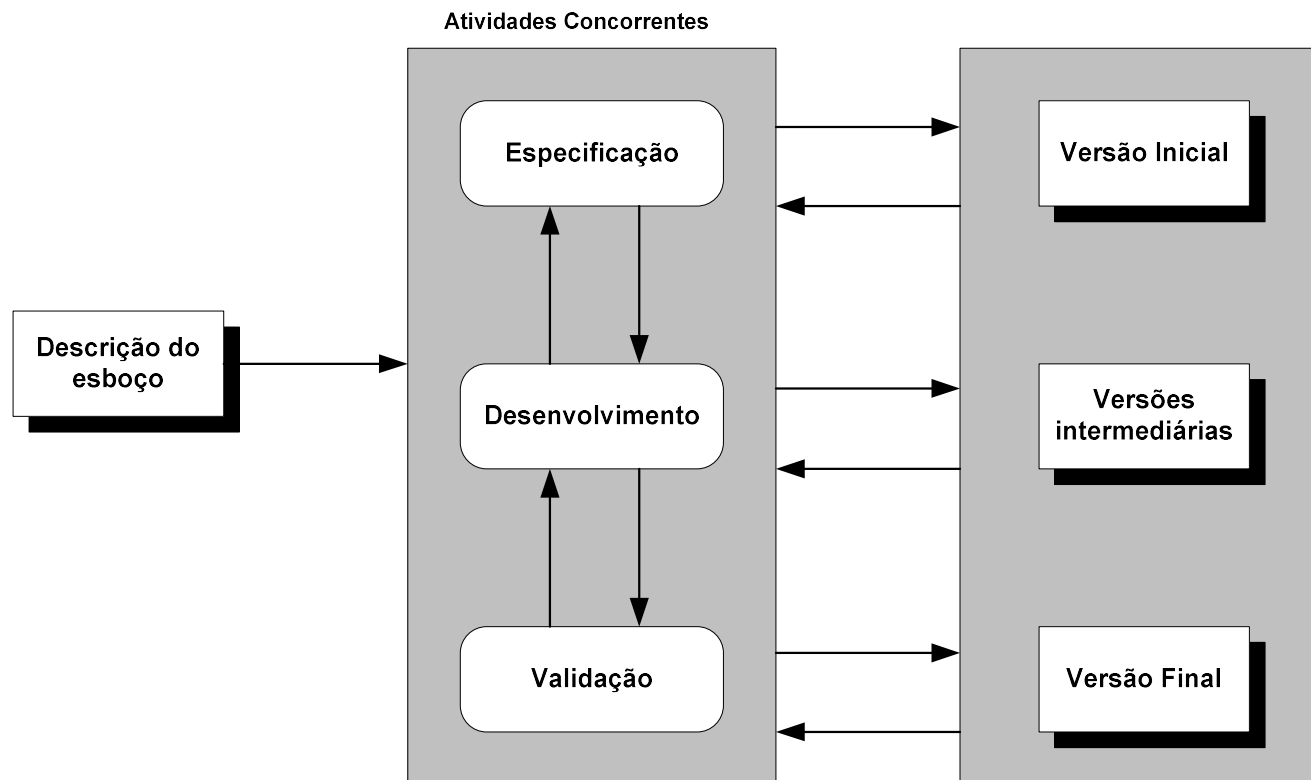 Atividades Concorrentes
Especificação
Versão Inicial
Descrição do
esboço
Desenvolvimento
Versões
intermediárias
Validação
Versão Final